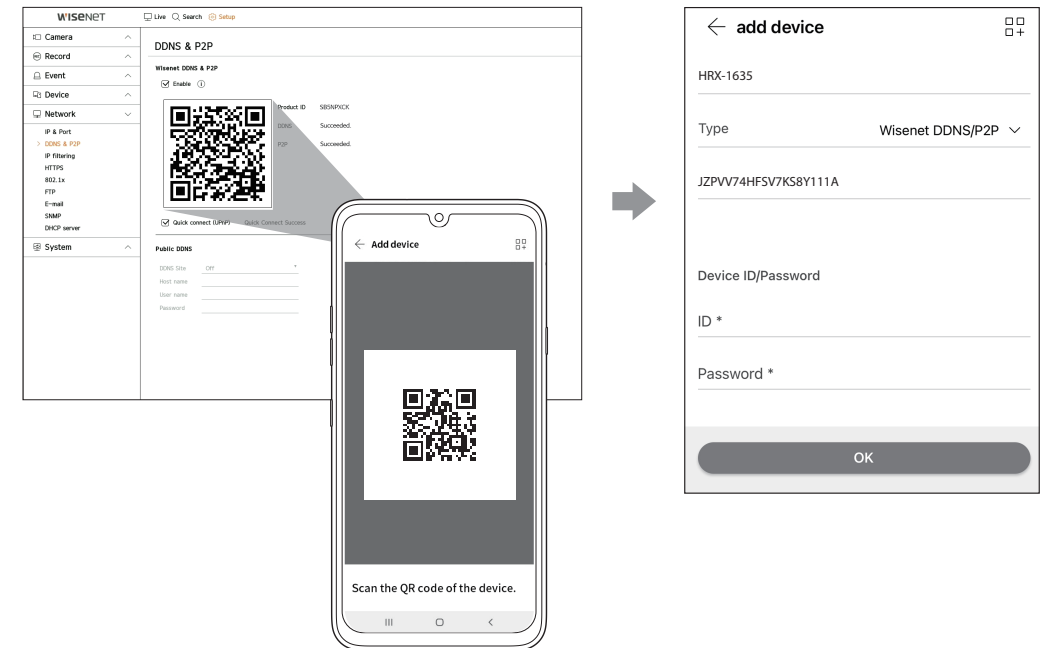 WISENET
Live Search Setup
Camera
Record
Event
Device
Network
IP & Port
> DDNS & P2P
IP filtering
HTTPS
802.1x
FTP
E-mail
SNMP
DHCP server
System
DDNS & P2P
Wisenet DDNS & P2P
Enable
Product ID SB5NPXCK
DDNS Succeeded.
P2P Succeeded.
Quick connect (UPnP) Quick Connect Success
Public DDNS
DDNS Site Off
Host name
User name
Password
Add device
Scan the QR code of the device.
add device
HRX-1635
Type Wisenet DDNS/P2P
JZPVV74HFSV7KS8Y111A
Device ID/Password
ID *
Password *
OK